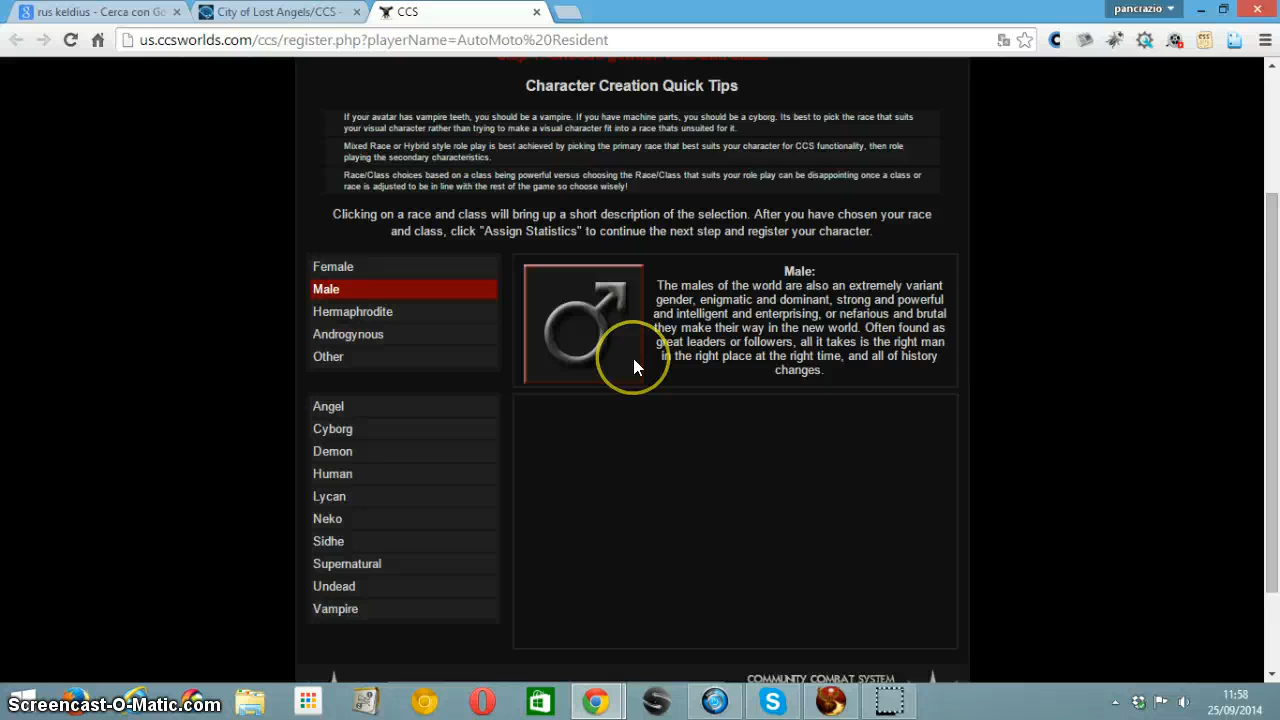 rus keldius - Cerca con Go
City of Lost Angels/CCS -
CCS
pancrazio
us.ccsworlds.com/ccs/register.php?playerName=AutoMoto%20Resident
Character Creation Quick Tips
If your avatar has vampire teeth, you should be a vampire. If you have machine parts, you should be a cyborg. Its best to pick the race that suits
your visual character rather than trying to make a visual character fit into a race thats unsuited for it.
Mixed Race or Hybrid style role play is best achieved by picking the primary race that best suits your character for CCS functionality, then role
playing the secondary characteristics.
Race/Class choices based on a class being powerful versus choosing the Race/Class that suits your role play can be disappointing once a class or
race is adjusted to be in line with the rest of the game so choose wisely!
Clicking on a race and class will bring up a short description of the selection. After you have chosen your race
and class, click "Assign Statistics" to continue the next step and register your character.
Female
Male
Hermaphrodite
Androgynous
Other
Male:
The males of the world are also an extremely variant
gender, enigmatic and dominant, strong and powerful
and intelligent and enterprising, or nefarious and brutal
they make their way in the new world. Often found as
great leaders or followers, all it takes is the right man
in the right place at the right time, and all of history
changes.
Angel
Cyborg
Demon
Human
Lycan
Neko
Sidhe
Supernatural
Undead
Vampire
COMMUNITY COMBAT SYSTEM
Screencast-O-Matic.com
11:58
25/09/2014